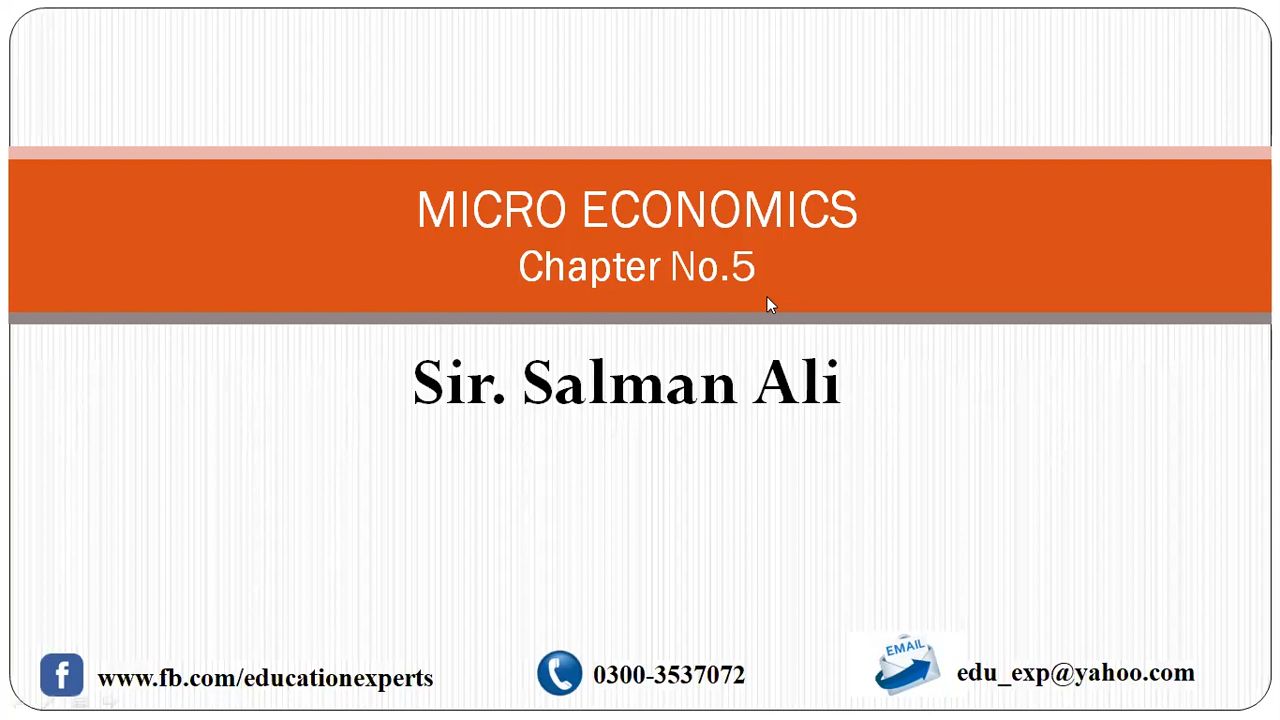 MICRO ECONOMICS
Chapter No.5
Sir. Salman Ali
f www.fb.com/educationexperts
0300-3537072
EMAIL
edu_exp@yahoo.com